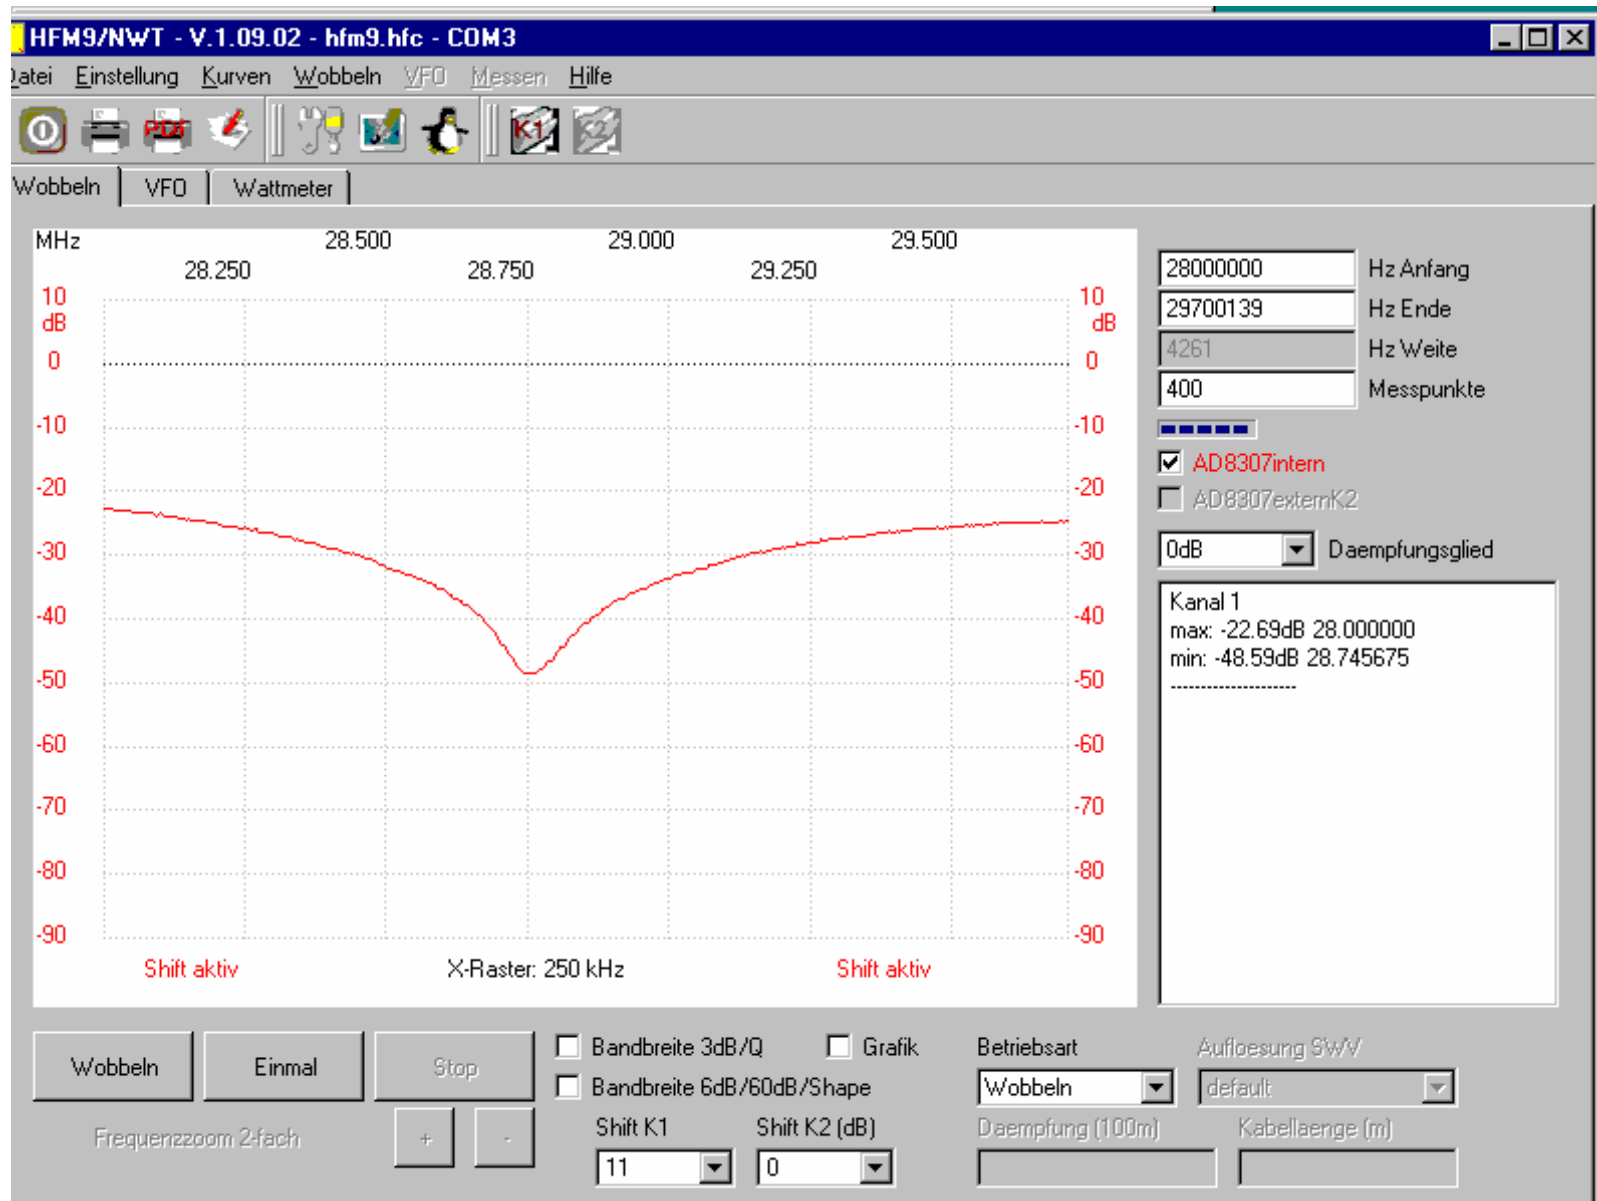 HFM9/NWT - V.1.09.02 - hfm9.hfc - COM3
Datei Einstellung Kurven Wobbeln VFO Messen Hilfe
PDF K1 K2
Wobbeln VFO Wattmeter
MHz 28.500 29.000 29.500
28.250 28.750 29.250
10 10
dB dB
0 0
-10 -10
-20 -20
-30 -30
-40 -40
-50 -50
-60 -60
-70 -70
-80 -80
-90 -90
Shift aktiv X-Raster: 250 kHz Shift aktiv
28000000 Hz Anfang
29700139 Hz Ende
4261 Hz Weite
400 Messpunkte
AD8307intern
AD8307externK2
0dB Daempfungsglied
Kanal 1
max: -22.69dB 28.000000
min: -48.59dB 28.745675
---------------------
Wobbeln Einmal Stop
Frequenzzoom 2-fach + -
Bandbreite 3dB/Q Grafik
Bandbreite 6dB/60dB/Shape
Shift K1 Shift K2 (dB)
11 0
Betriebsart Aufloesung SWV
Wobbeln default
Daempfung (100m) Kabellaenge (m)